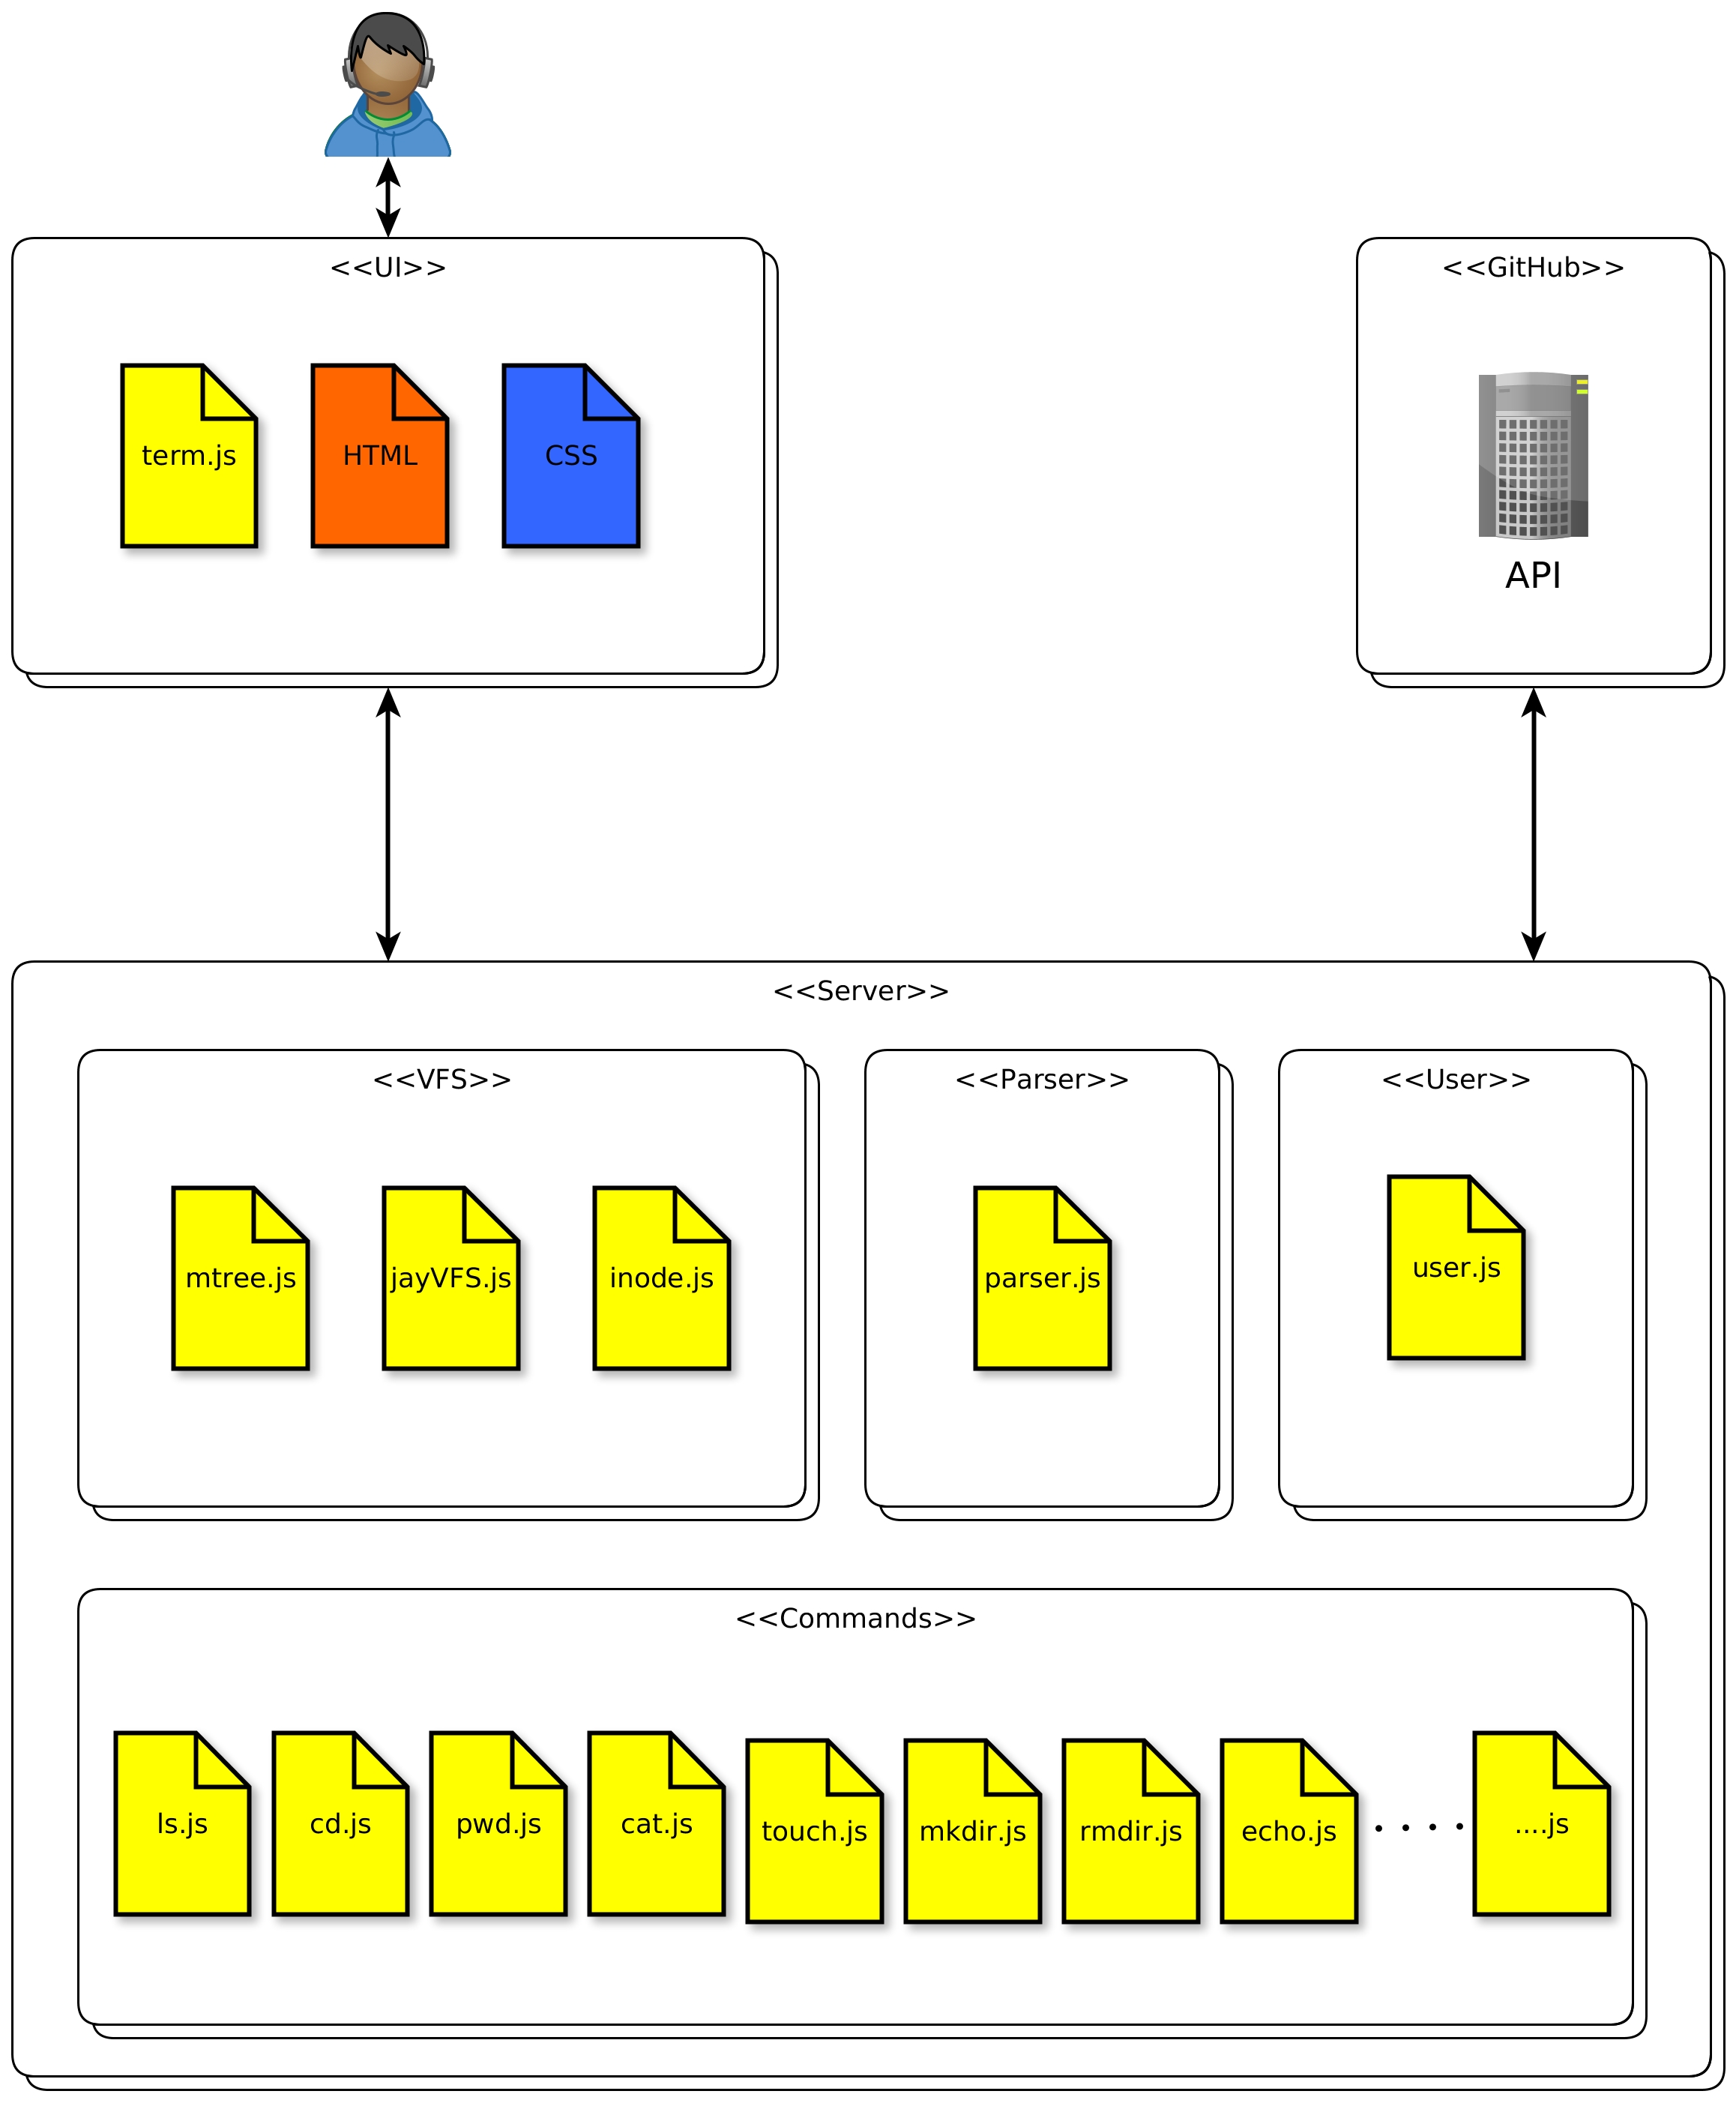 <<UI>>
term.js
HTML
CSS
<<GitHub>>
API
<<Server>>
<<VFS>>
mtree.js
jayVFS.js
inode.js
<<Parser>>
parser.js
<<User>>
user.js
<<Commands>>
ls.js
cd.js
pwd.js
cat.js
touch.js
mkdir.js
rmdir.js
echo.js
. . . .
....js